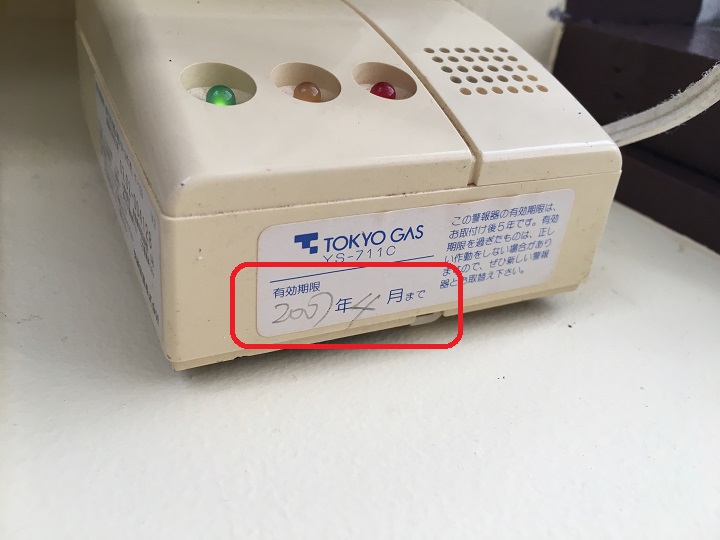 TOKYO GAS
YS-711C
有効期限
2007年4月まで
この警報器の有効期限は、
お取付け後5年です。有効
期限を過ぎたものは、正し
い作動をしない場合があり
ますので、ぜひ新しい警報
器とお取替え下さい。